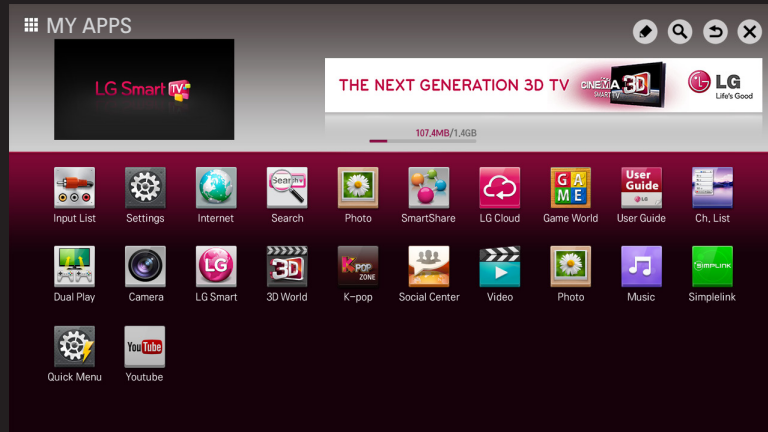 MY APPS
LG Smart TV
THE NEXT GENERATION 3D TV
CINEMA 3D
SMART TV
LG
Life's Good
107.4MB/1.4GB
Search
GAME
User Guide
LG
Input List
Settings
Internet
Search
Photo
SmartShare
LG Cloud
Game World
User Guide
Ch. List
LG
3D
K-POP ZONE
SIMPLINK
Dual Play
Camera
LG Smart
3D World
K-pop
Social Center
Video
Photo
Music
Simplelink
YouTube
Quick Menu
Youtube